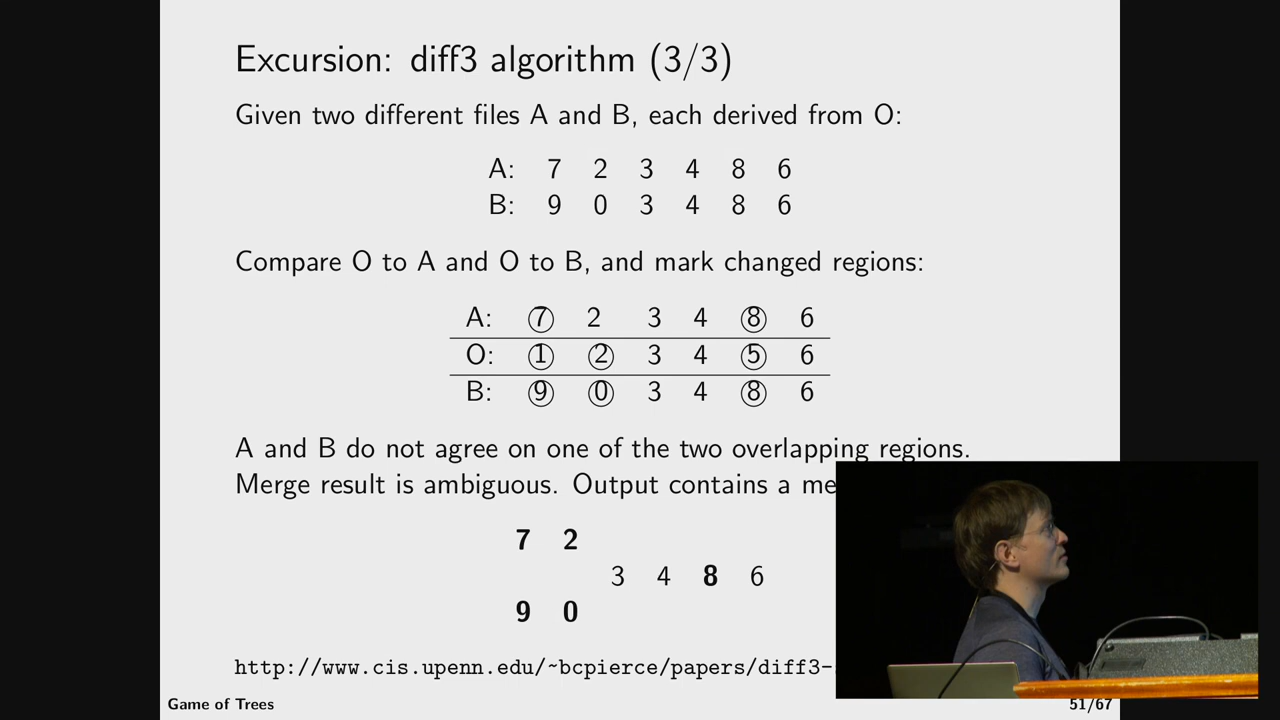 Excursion: diff3 algorithm (3/3)
Given two different files A and B, each derived from O:
A: 7 2 3 4 8 6
B: 9 0 3 4 8 6
Compare O to A and O to B, and mark changed regions:
A: 7 2 3 4 8 6
O: 1 2 3 4 5 6
B: 9 0 3 4 8 6
A and B do not agree on one of the two overlapping regions.
Merge result is ambiguous. Output contains a me
7 2
3 4 8 6
9 0
http://www.cis.upenn.edu/~bcpierce/papers/diff3-
Game of Trees
51/67